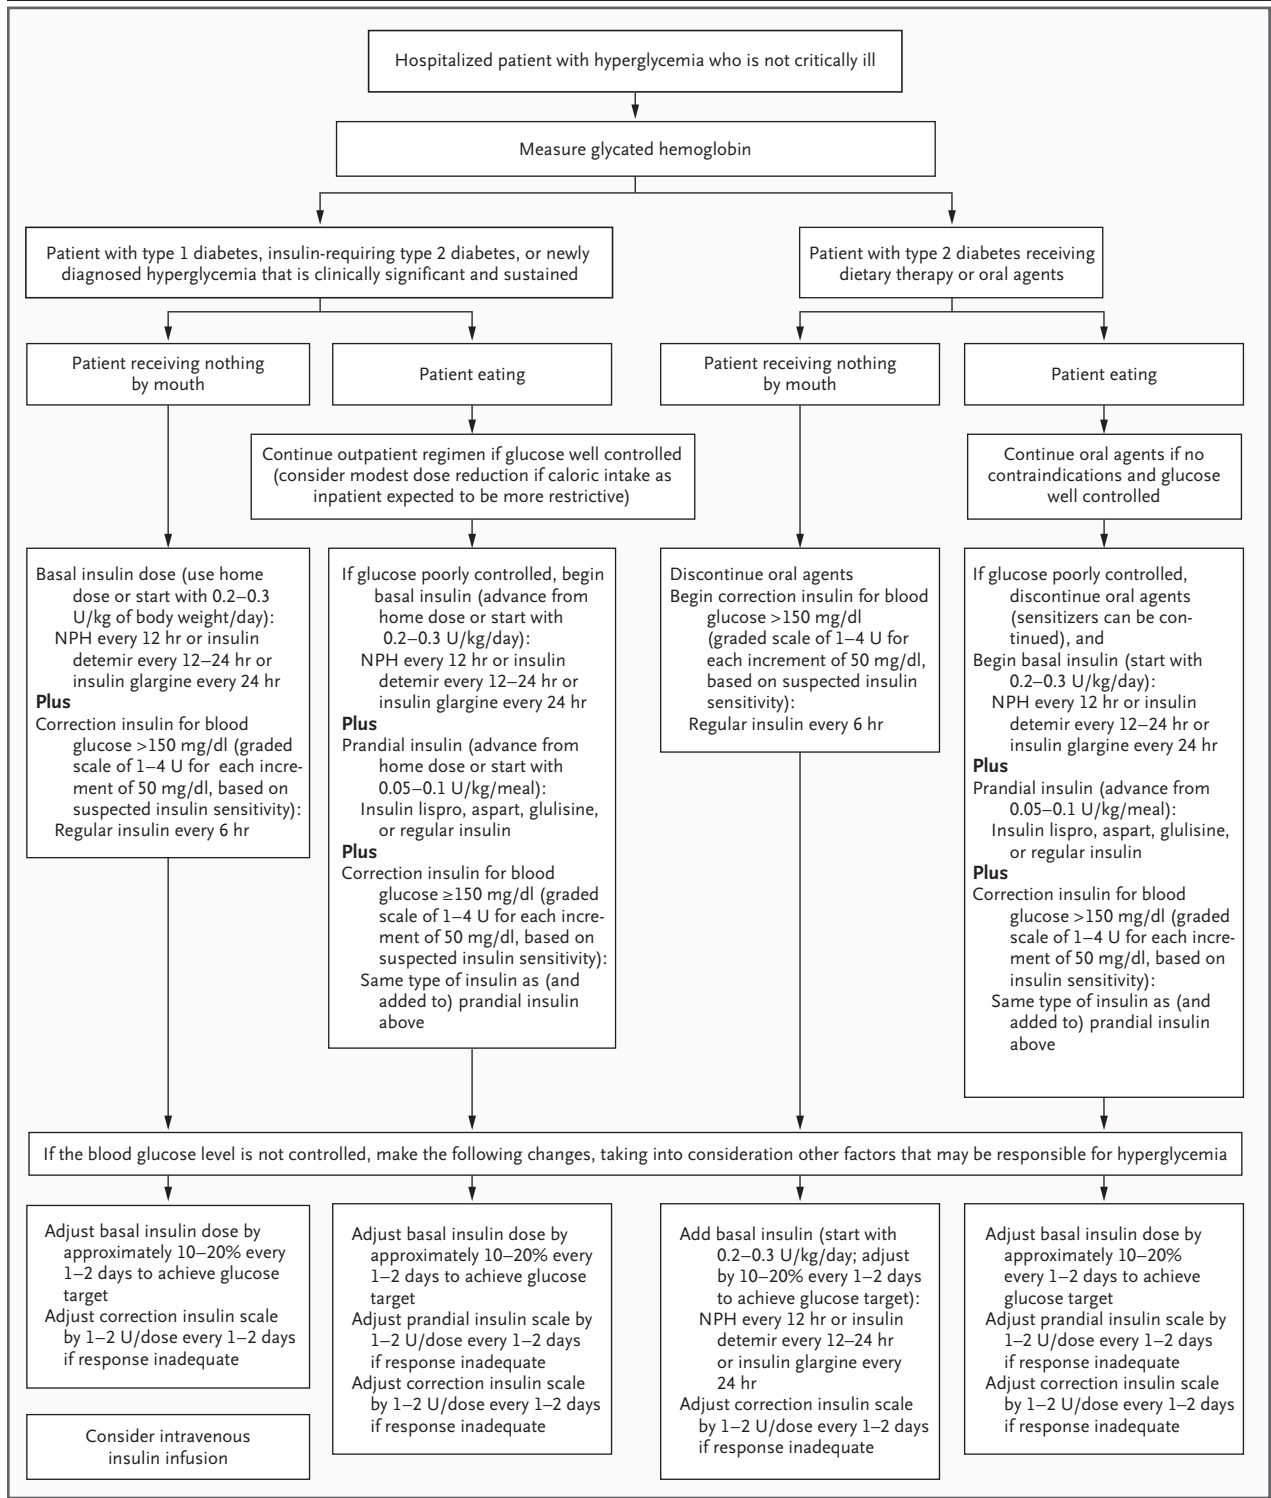 Hospitalized patient with hyperglycemia who is not critically ill
Measure glycated hemoglobin
Patient with type 1 diabetes, insulin-requiring type 2 diabetes, or newly
diagnosed hyperglycemia that is clinically significant and sustained
Patient with type 2 diabetes receiving
dietary therapy or oral agents
Patient receiving nothing
by mouth
Patient eating
Patient receiving nothing
by mouth
Patient eating
Continue outpatient regimen if glucose well controlled
(consider modest dose reduction if caloric intake as
inpatient expected to be more restrictive)
Continue oral agents if no
contraindications and glucose
well controlled
Basal insulin dose (use home
dose or start with 0.2–0.3
U/kg of body weight/day):
NPH every 12 hr or insulin
detemir every 12–24 hr or
insulin glargine every 24 hr
Plus
Correction insulin for blood
glucose >150 mg/dl (graded
scale of 1–4 U for each incre-
ment of 50 mg/dl, based on
suspected insulin sensitivity):
Regular insulin every 6 hr
If glucose poorly controlled, begin
basal insulin (advance from
home dose or start with
0.2–0.3 U/kg/day):
NPH every 12 hr or insulin
detemir every 12–24 hr or
insulin glargine every 24 hr
Plus
Prandial insulin (advance from
home dose or start with
0.05–0.1 U/kg/meal):
Insulin lispro, aspart, glulisine,
or regular insulin
Plus
Correction insulin for blood
glucose ≥150 mg/dl (graded
scale of 1–4 U for each incre-
ment of 50 mg/dl, based on
suspected insulin sensitivity):
Same type of insulin as (and
added to) prandial insulin
above
Discontinue oral agents
Begin correction insulin for blood
glucose >150 mg/dl
(graded scale of 1–4 U for
each increment of 50 mg/dl,
based on suspected insulin
sensitivity):
Regular insulin every 6 hr
If glucose poorly controlled,
discontinue oral agents
(sensitizers can be con-
tinued), and
Begin basal insulin (start with
0.2–0.3 U/kg/day):
NPH every 12 hr or insulin
detemir every 12–24 hr or
insulin glargine every 24 hr
Plus
Prandial insulin (advance from
0.05–0.1 U/kg/meal):
Insulin lispro, aspart, glulisine,
or regular insulin
Plus
Correction insulin for blood
glucose >150 mg/dl (graded
scale of 1–4 U for each incre-
ment of 50 mg/dl, based on
insulin sensitivity):
Same type of insulin as (and
added to) prandial insulin
above
If the blood glucose level is not controlled, make the following changes, taking into consideration other factors that may be responsible for hyperglycemia
Adjust basal insulin dose by
approximately 10–20% every
1–2 days to achieve glucose
target
Adjust correction insulin scale
by 1–2 U/dose every 1–2 days
if response inadequate
Consider intravenous
insulin infusion
Adjust basal insulin dose by
approximately 10–20% every
1–2 days to achieve glucose
target
Adjust prandial insulin scale by
1–2 U/dose every 1–2 days
if response inadequate
Adjust correction insulin scale
by 1–2 U/dose every 1–2 days
if response inadequate
Add basal insulin (start with
0.2–0.3 U/kg/day; adjust
by 10–20% every 1–2 days
to achieve glucose target):
NPH every 12 hr or insulin
detemir every 12–24 hr
or insulin glargine every
24 hr
Adjust correction insulin scale
by 1–2 U/dose every 1–2 days
if response inadequate
Adjust basal insulin dose by
approximately 10–20%
every 1–2 days to achieve
glucose target
Adjust prandial insulin scale by
1–2 U/dose every 1–2 days
if response inadequate
Adjust correction insulin scale
by 1–2 U/dose every 1–2 days
if response inadequate